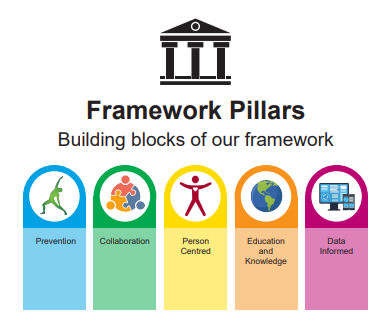 Framework Pillars
Building blocks of our framework
Prevention
Collaboration
Person
Centred
Education
and
Knowledge
Data
Informed